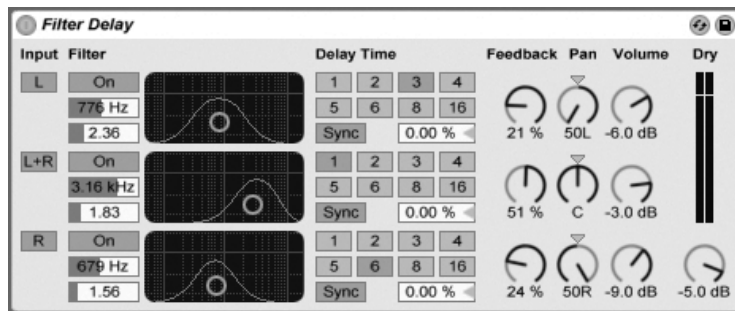 Filter Delay
Input Filter Delay Time Feedback Pan Volume Dry
L On 1 2 3 4
776 Hz 5 6 8 16
2.36 Sync 0.00 % 21 % 50L -6.0 dB
L+R On 1 2 3 4
3.16 kHz 5 6 8 16
1.83 Sync 0.00 % 51 % C -3.0 dB
R On 1 2 3 4
679 Hz 5 6 8 16
1.56 Sync 0.00 % 24 % 50R -9.0 dB -5.0 dB